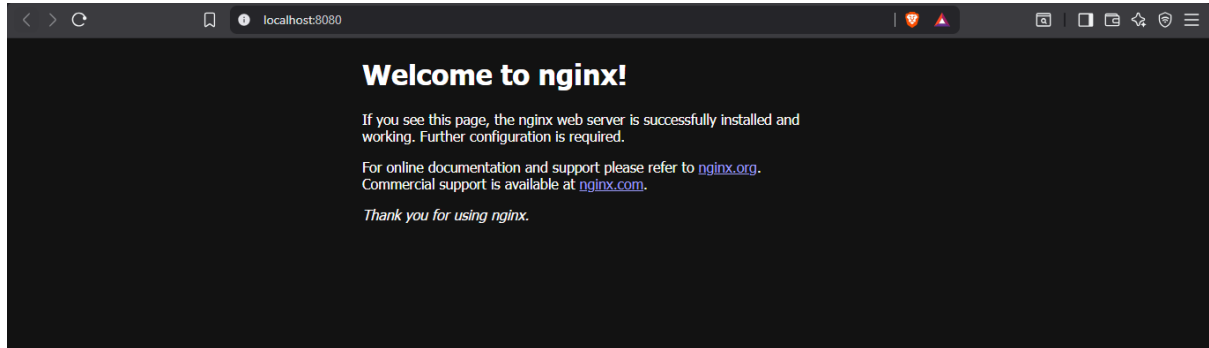 localhost:8080
Welcome to nginx!
If you see this page, the nginx web server is successfully installed and
working. Further configuration is required.
For online documentation and support please refer to nginx.org.
Commercial support is available at nginx.com.
Thank you for using nginx.